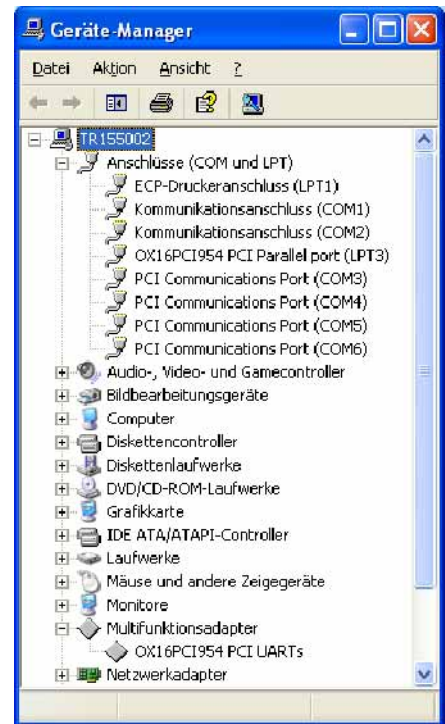 Geräte-Manager
Datei Aktion Ansicht ?
TR155002
Anschlüsse (COM und LPT)
ECP-Druckeranschluss (LPT1)
Kommunikationsanschluss (COM1)
Kommunikationsanschluss (COM2)
OX16PCI954 PCI Parallel port (LPT3)
PCI Communications Port (COM3)
PCI Communications Port (COM4)
PCI Communications Port (COM5)
PCI Communications Port (COM6)
Audio-, Video- und Gamecontroller
Bildbearbeitungsgeräte
Computer
Diskettencontroller
Diskettenlaufwerke
DVD/CD-ROM-Laufwerke
Grafikkarte
IDE ATA/ATAPI-Controller
Laufwerke
Mäuse und andere Zeigegeräte
Monitore
Multifunktionsadapter
OX16PCI954 PCI UARTs
Netzwerkadapter